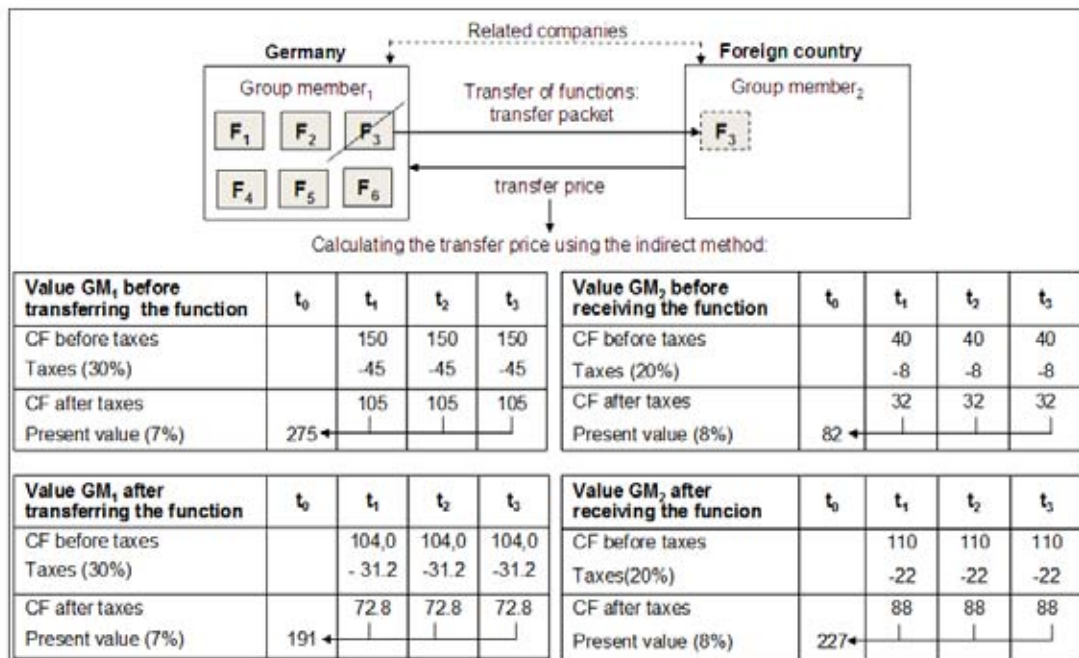 Related companies
Germany
Foreign country
Group member1
Group member2
Transfer of functions:
transfer packet
F1 F2 F3
F3
F4 F5 F6
transfer price
Calculating the transfer price using the indirect method:
Value GM1 before
transferring the function t0 t1 t2 t3
CF before taxes 150 150 150
Taxes (30%) -45 -45 -45
CF after taxes 105 105 105
Present value (7%) 275
Value GM2 before
receiving the function t0 t1 t2 t3
CF before taxes 40 40 40
Taxes (20%) -8 -8 -8
CF after taxes 32 32 32
Present value (8%) 82
Value GM1 after
transferring the function t0 t1 t2 t3
CF before taxes 104,0 104,0 104,0
Taxes (30%) - 31.2 -31.2 -31.2
CF after taxes 72.8 72.8 72.8
Present value (7%) 191
Value GM2 after
receiving the funcion t0 t1 t2 t3
CF before taxes 110 110 110
Taxes(20%) -22 -22 -22
CF after taxes 88 88 88
Present value (8%) 227